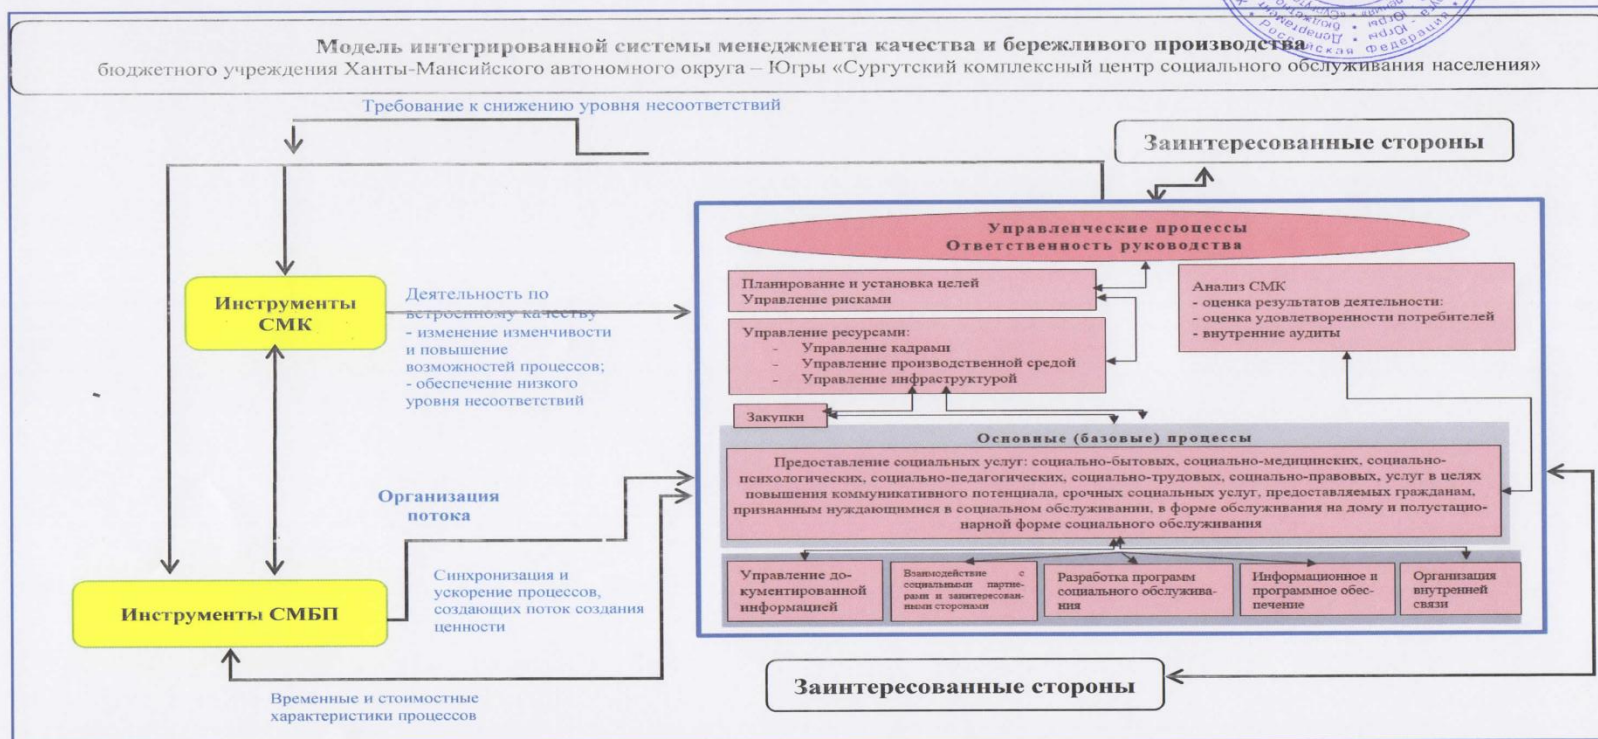 Российская Федерация
Департамент
Югры
бюджетно
Модель интегрированной системы менеджмента качества и бережливого производства
бюджетного учреждения Ханты-Мансийского автономного округа – Югры «Сургутский комплексный центр социального обслуживания населения»
Требование к снижению уровня несоответствий
Заинтересованные стороны
Управленческие процессы
Ответственность руководства
Планирование и установка целей
Управление рисками
Анализ СМК
- оценка результатов деятельности:
- оценка удовлетворенности потребителей
- внутренние аудиты
Инструменты
СМК
Деятельность по
встроенному качеству
- изменение изменчивости
и повышение
возможностей процессов;
- обеспечение низкого
уровня несоответствий
Управление ресурсами:
- Управление кадрами
- Управление производственной средой
- Управление инфраструктурой
Закупки
Основные (базовые) процессы
Предоставление социальных услуг: социально-бытовых, социально-медицинских, социально-
психологических, социально-педагогических, социально-трудовых, социально-правовых, услуг в целях
повышения коммуникативного потенциала, срочных социальных услуг, предоставляемых гражданам,
признанным нуждающимися в социальном обслуживании, в форме обслуживания на дому и полустацио-
нарной форме социального обслуживания
Организация
потока
Синхронизация и
ускорение процессов,
создающих поток создания
ценности
Инструменты СМБП
Управление до-
кументированной
информацией
Взаимодействие с
социальными партне-
рами и заинтересован-
ными сторонами
Разработка программ
социального обслужива-
ния
Информационное и
программное обес-
печение
Организация
внутренней
связи
Временные и стоимостные
характеристики процессов
Заинтересованные стороны